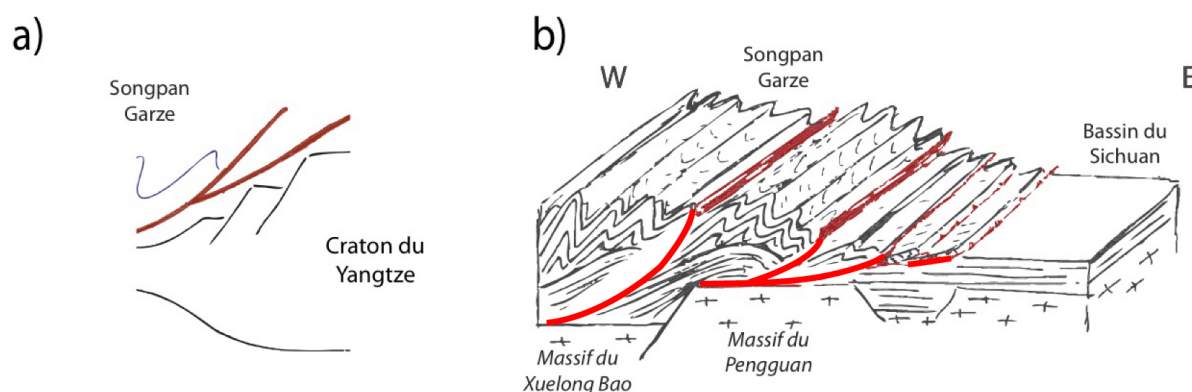 a)
Songpan
Garze
Craton du
Yangtze
b)
W
Songpan
Garze
E
Bassin du
Sichuan
Massif du
Xuelong Bao
Massif du
Pengguan